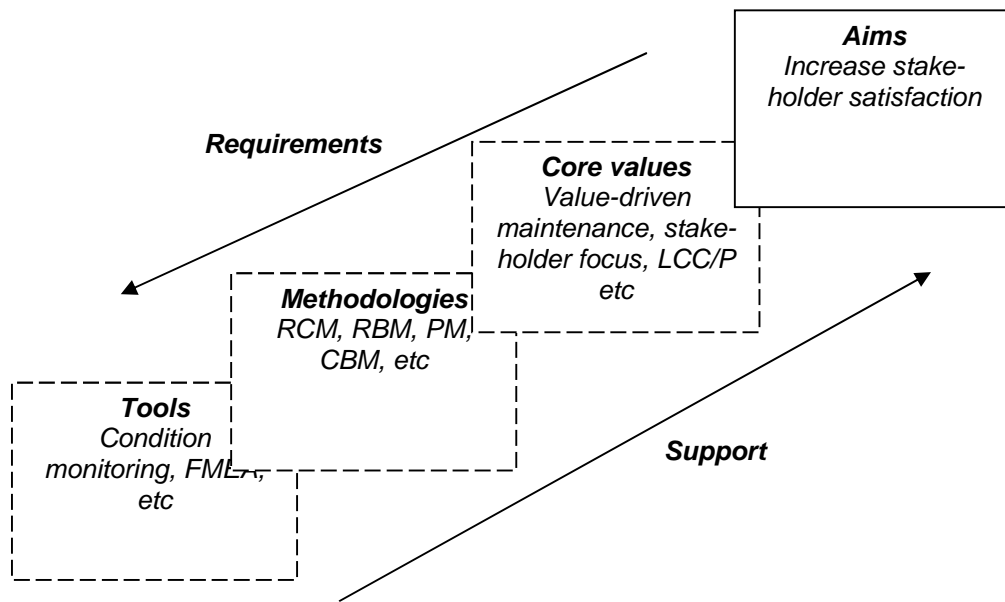 Aims
Increase stake-
holder satisfaction
Requirements
Core values
Value-driven
maintenance, stake-
holder focus, LCC/P
etc
Methodologies
RCM, RBM, PM,
CBM, etc
Tools
Condition
monitoring, FMEA,
etc
Support